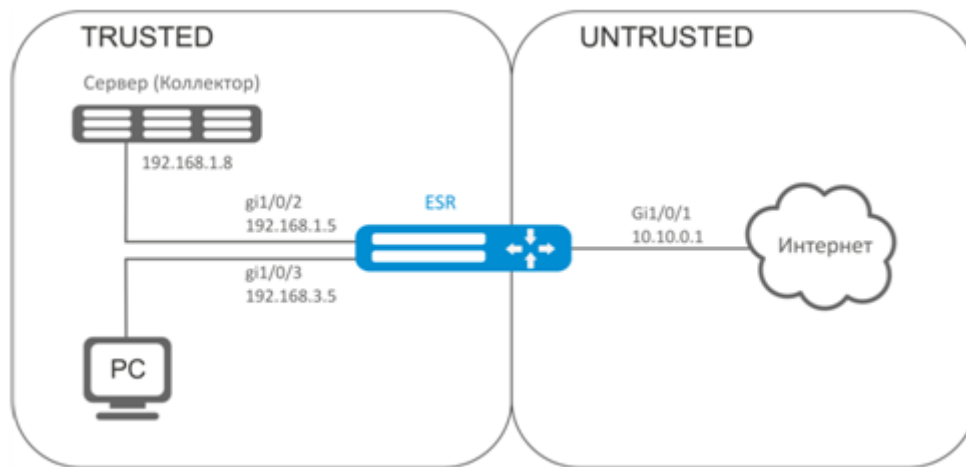 TRUSTED
UNTRUSTED
Сервер (Коллектор)
192.168.1.8
gi1/0/2
192.168.1.5
ESR
Gi1/0/1
10.10.0.1
Интернет
gi1/0/3
192.168.3.5
PC